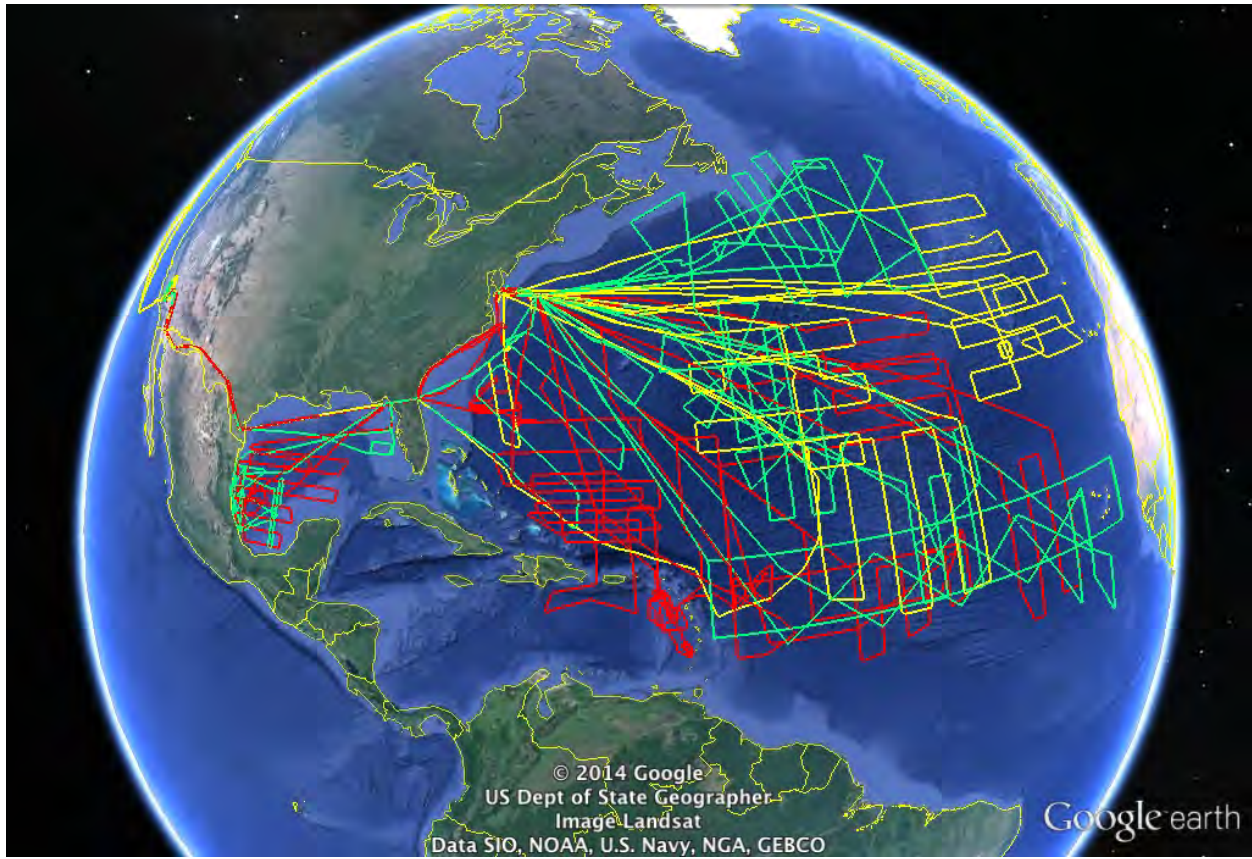 © 2014 Google
US Dept of State Geographer
Image Landsat
Data SIO, NOAA, U.S. Navy, NGA, GEBCO
Google earth